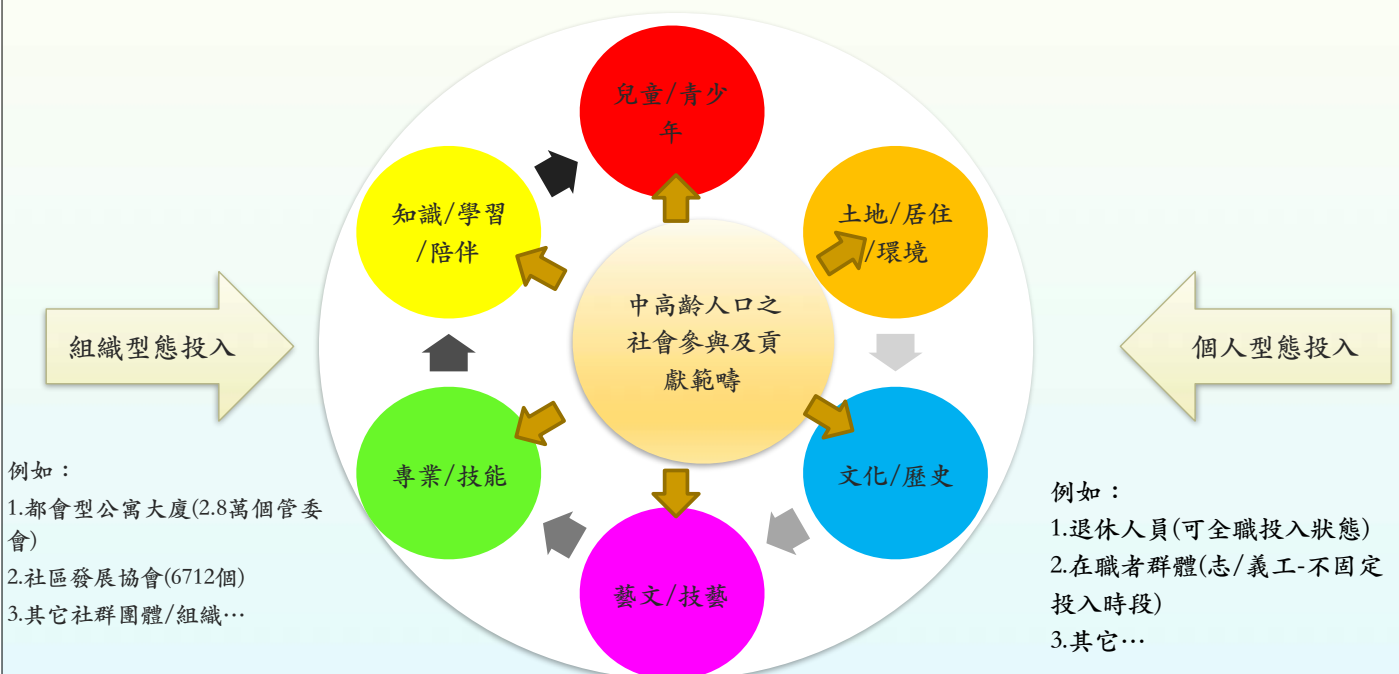 兒童/青少
年
知識/學習
/陪伴
土地/居住
/環境
中高齡人口之
社會參與及貢
獻範疇
組織型態投入
個人型態投入
專業/技能
文化/歷史
藝文/技藝
例如：
1.都會型公寓大廈(2.8萬個管委
會)
2.社區發展協會(6712個)
3.其它社群團體/組織…
例如：
1.退休人員(可全職投入狀態)
2.在職者群體(志/義工-不固定
投入時段)
3.其它…